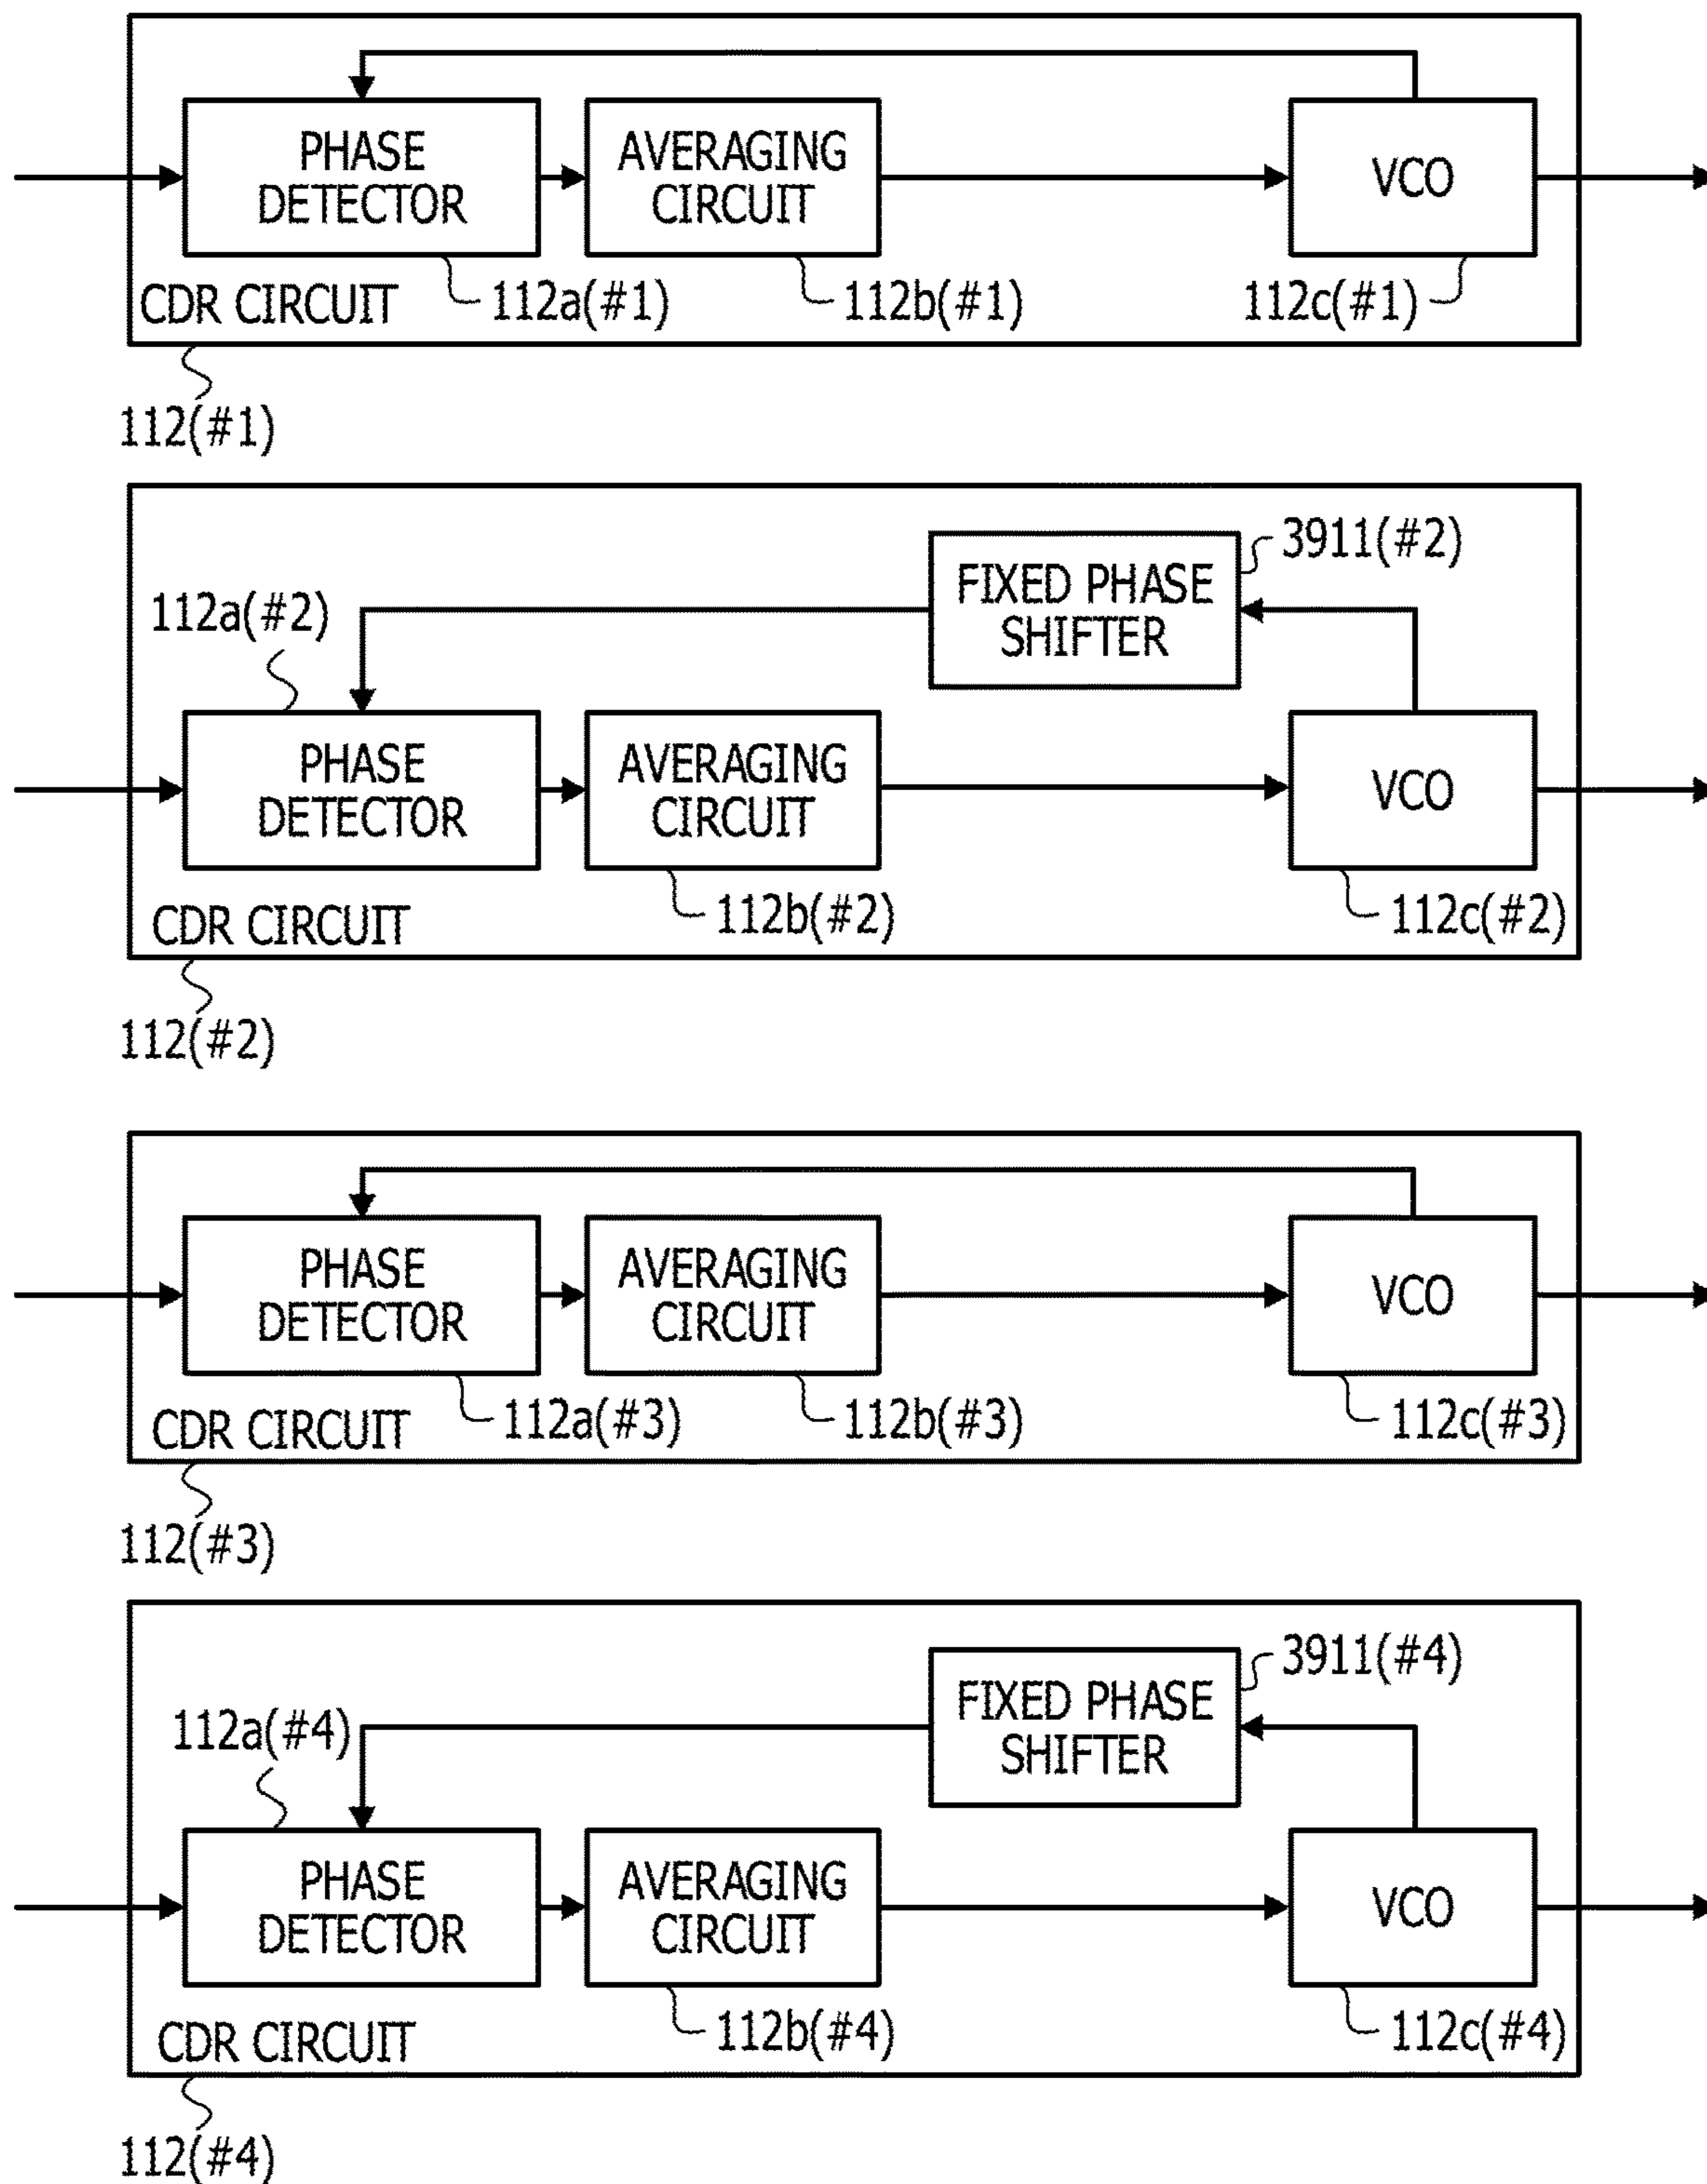 PHASE
DETECTOR
AVERAGING
CIRCUIT
VCO
CDR CIRCUIT
112a(#1)
112b(#1)
112c(#1)
112(#1)
3911(#2)
FIXED PHASE
SHIFTER
112a(#2)
PHASE
DETECTOR
AVERAGING
CIRCUIT
VCO
CDR CIRCUIT
112b(#2)
112c(#2)
112(#2)
PHASE
DETECTOR
AVERAGING
CIRCUIT
VCO
CDR CIRCUIT
112a(#3)
112b(#3)
112c(#3)
112(#3)
3911(#4)
FIXED PHASE
SHIFTER
112a(#4)
PHASE
DETECTOR
AVERAGING
CIRCUIT
VCO
CDR CIRCUIT
112b(#4)
112c(#4)
112(#4)